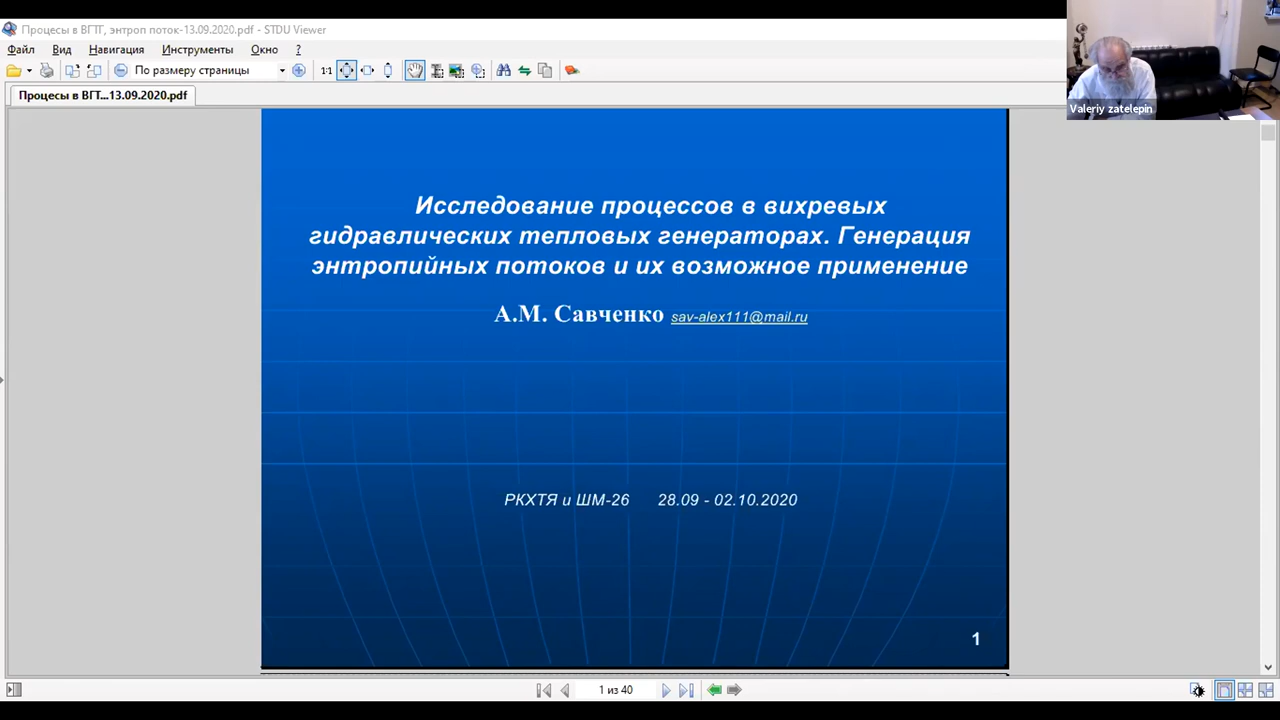 Процесы в ВГТГ, энтроп поток-13.09.2020.pdf - STDU Viewer
Файл Вид Навигация Инструменты Окно ?
По размеру страницы 1:1
Процесы в ВГТ...13.09.2020.pdf
Valeriy zatelepin
Исследование процессов в вихревых
гидравлических тепловых генераторах. Генерация
энтропийных потоков и их возможное применение
А.М. Савченко sav-alex111@mail.ru
РКХТЯ и ШМ-26 28.09 - 02.10.2020
1
1 из 40